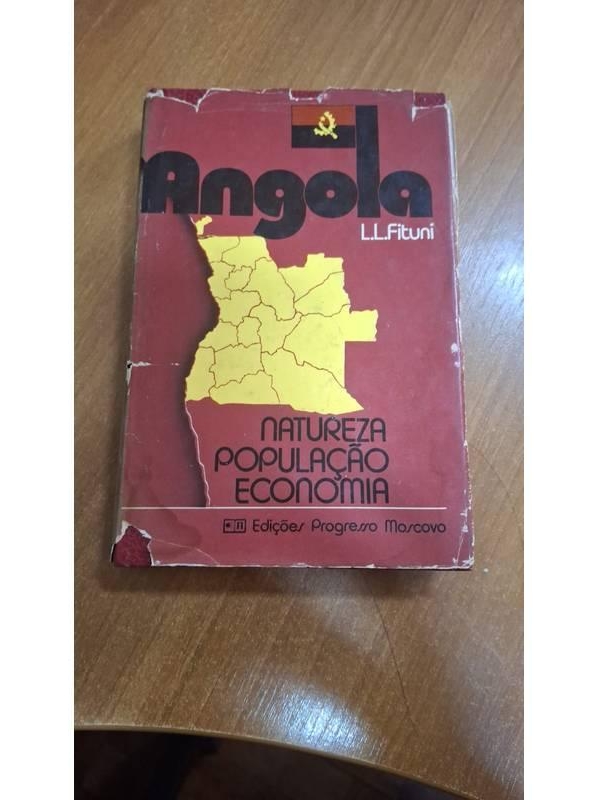 Angola
L.L.Fituni
NATUREZA
POPULAÇÃO
ECONOMIA
Edições Progresso Moscovo